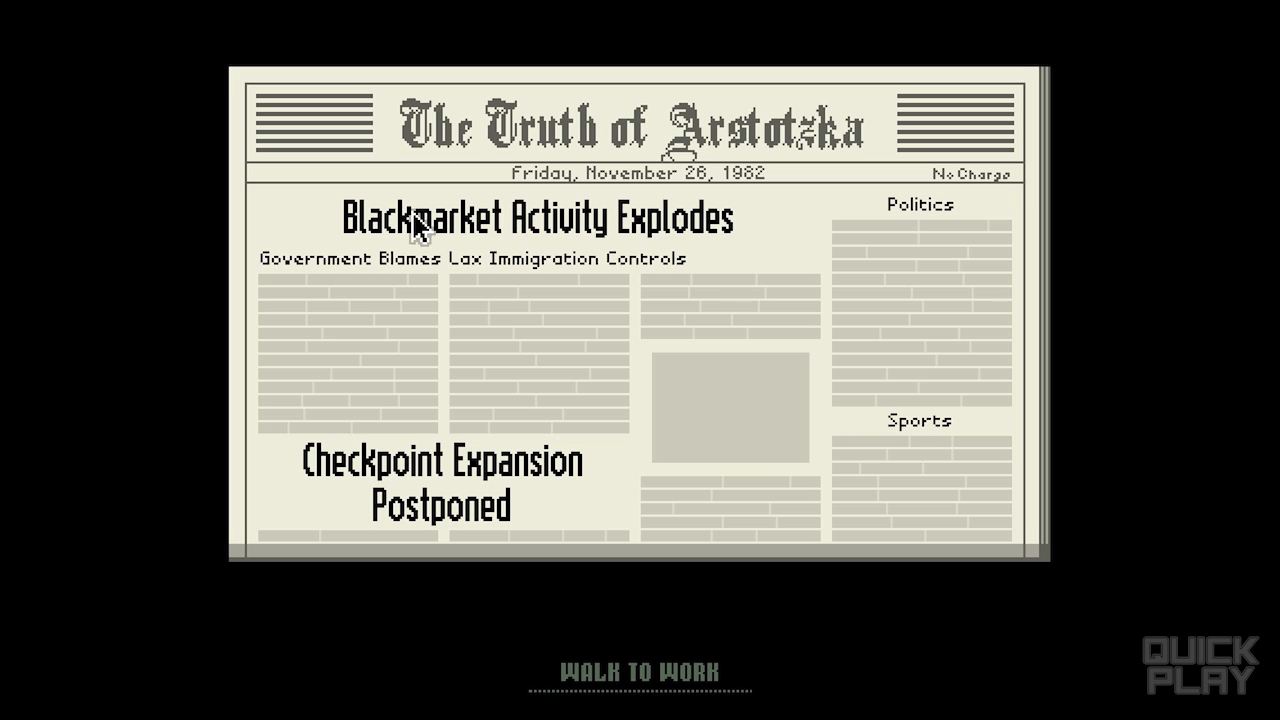 The Truth of Arstotzka
Friday, November 26, 1982
No Charge
Blackmarket Activity Explodes
Government Blames Lax Immigration Controls
Checkpoint Expansion
Postponed
Politics
Sports
WALK TO WORK
QUICK
PLAY